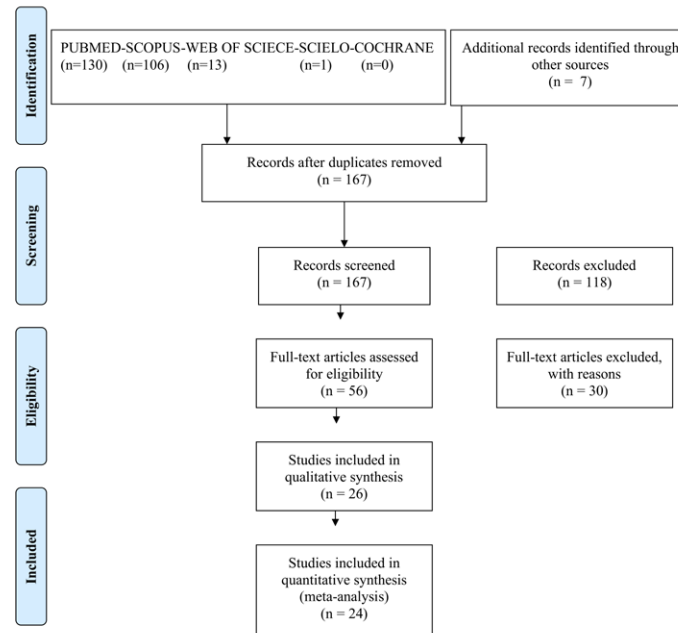 Identification
PUBMED-SCOPUS-WEB OF SCIECE-SCIELO-COCHRANE
(n=130) (n=106) (n=13) (n=1) (n=0)
Additional records identified through
other sources
(n = 7)
Records after duplicates removed
(n = 167)
Screening
Records screened
(n = 167)
Records excluded
(n = 118)
Eligibility
Full-text articles assessed
for eligibility
(n = 56)
Full-text articles excluded,
with reasons
(n = 30)
Studies included in
qualitative synthesis
(n = 26)
Included
Studies included in
quantitative synthesis
(meta-analysis)
(n = 24)